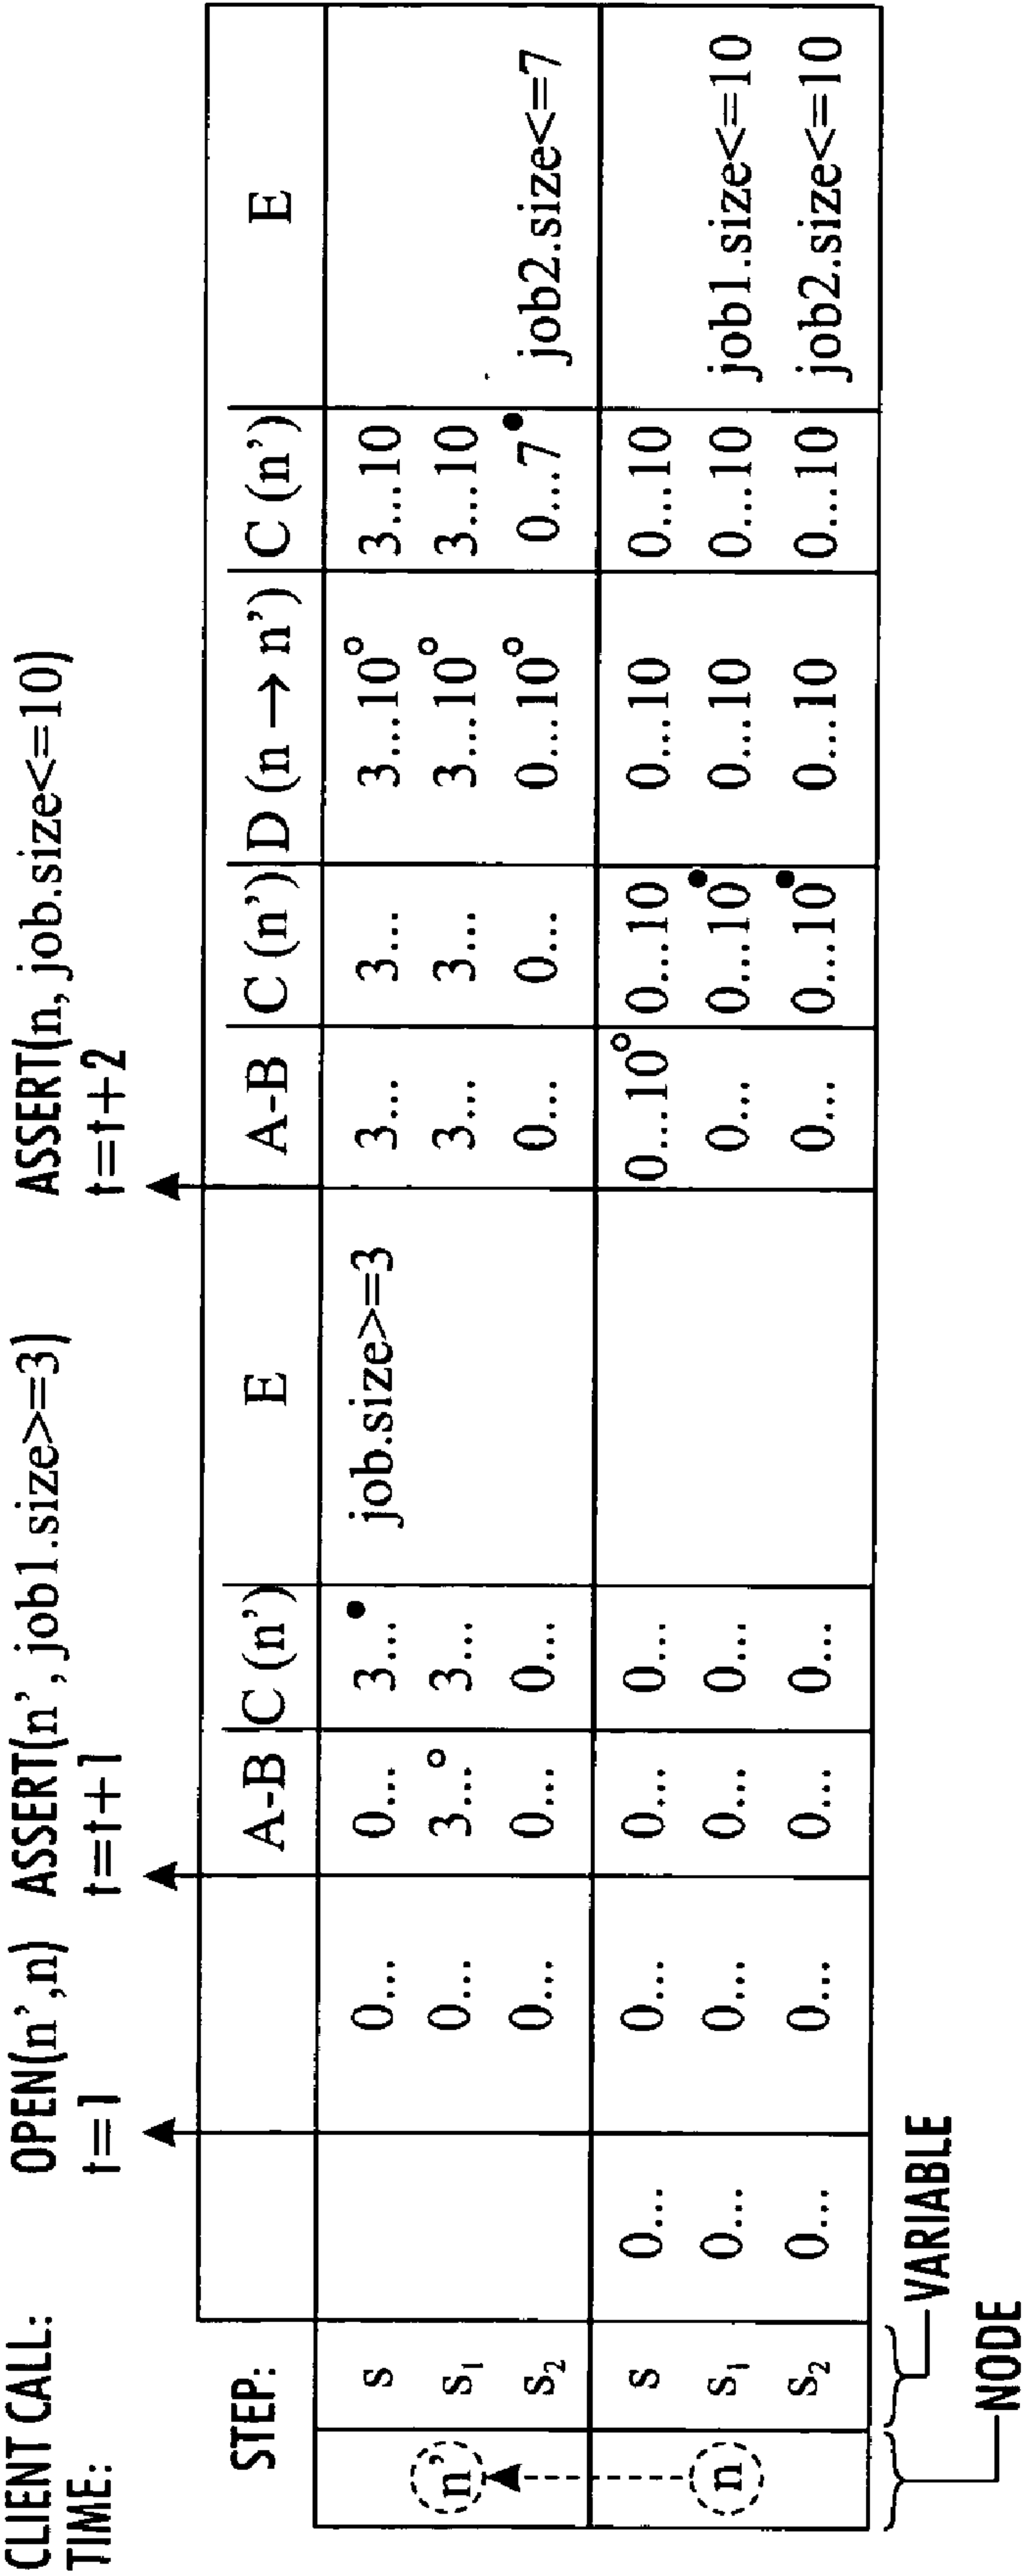 CLIENT CALL: OPEN(n',n) ASSERT(n', job1.size>=3) ASSERT(n, job.size<=10)
TIME: t=1 t=t+1 t=t+2
STEP: A-B C (n') E A-B C (n') D (n → n') C (n') E
s 0... 0... 3...• job.size>=3 3... 3... 3...10° 3...10
n' s₁ 0... 3...° 3... 3... 3... 3...10° 3...10
s₂ 0... 0... 0... 0... 0... 0...10° 0...7• job2.size<=7
s 0... 0... 0... 0... 0...10° 0...10 0...10 0...10
n s₁ 0... 0... 0... 0... 0... 0...10• 0...10 0...10 job1.size<=10
s₂ 0... 0... 0... 0... 0... 0...10• 0...10 0...10 job2.size<=10
VARIABLE
NODE